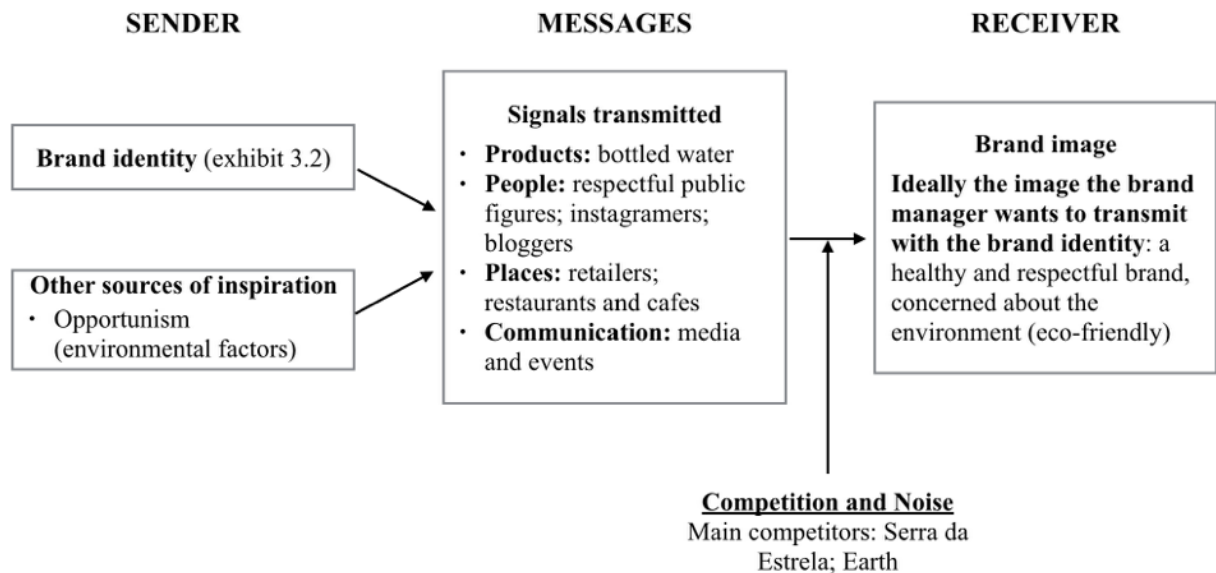 SENDER
MESSAGES
RECEIVER
Brand identity (exhibit 3.2)
Other sources of inspiration
• Opportunism
(environmental factors)
Signals transmitted
• Products: bottled water
• People: respectful public
figures; instagramers;
bloggers
• Places: retailers;
restaurants and cafes
• Communication: media
and events
Brand image
Ideally the image the brand
manager wants to transmit
with the brand identity: a
healthy and respectful brand,
concerned about the
environment (eco-friendly)
Competition and Noise
Main competitors: Serra da
Estrela; Earth